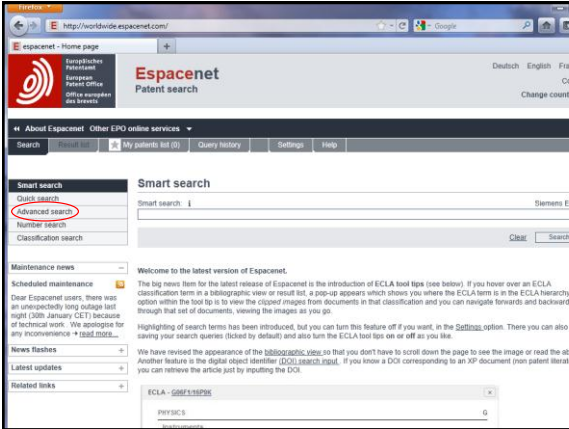 Firefox
http://worldwide.espacenet.com/
Google
espacenet - Home page
+
Europäisches
Patentamt
European
Patent Office
Office européen
des brevets
Espacenet
Patent search
Deutsch English Fra
Co
Change count
About Espacenet Other EPO online services
Search Result list My patents list (0) Query history Settings Help
Smart search
Quick search
Advanced search
Number search
Classification search
Smart search
Smart search: i Siemens E
Clear Search
Maintenance news
Scheduled maintenance
Dear Espacenet users, there was
an unexpectedly long outage last
night (30th January CET) because
of technical work . We apologise for
any inconvenience read more...
News flashes +
Latest updates +
Related links +
Welcome to the latest version of Espacenet.
The big news item for the latest release of Espacenet is the introduction of ECLA tool tips (see below). If you hover over an ECLA
classification term in a bibliographic view or result list, a pop-up appears which shows you where the ECLA term is in the ECLA hierarchy
option within the tool tip is to view the clipped images from documents in that classification and you can navigate forwards and backward
through that set of documents, viewing the images as you go.
Highlighting of search terms has been introduced, but you can turn this feature off if you want, in the Settings option. There you can also
saving your search queries (ticked by default) and also turn the ECLA tool tips on or off as you like.
We have revised the appearance of the bibliographic view so that you don't have to scroll down the page to see the image or read the ab
Another feature is the digital object identifier (DOI) search input . If you know a DOI corresponding to an XP document (non patent literat
you can retrieve the article just by inputting the DOI.
ECLA - G06F1/16P9K x
PHYSICS G
Instruments